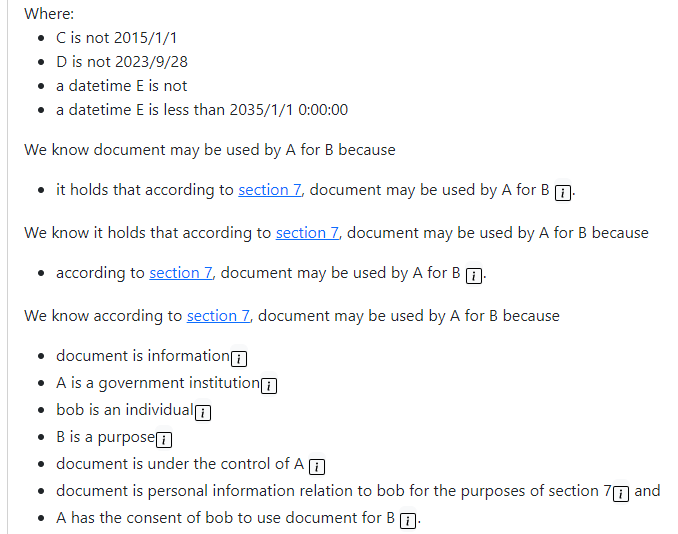 Where:
• C is not 2015/1/1
• D is not 2023/9/28
• a datetime E is not
• a datetime E is less than 2035/1/1 0:00:00
We know document may be used by A for B because
• it holds that according to section 7, document may be used by A for B i.
We know it holds that according to section 7, document may be used by A for B because
• according to section 7, document may be used by A for B i.
We know according to section 7, document may be used by A for B because
• document is information i
• A is a government institution i
• bob is an individual i
• B is a purpose i
• document is under the control of A i
• document is personal information relation to bob for the purposes of section 7 i and
• A has the consent of bob to use document for B i.